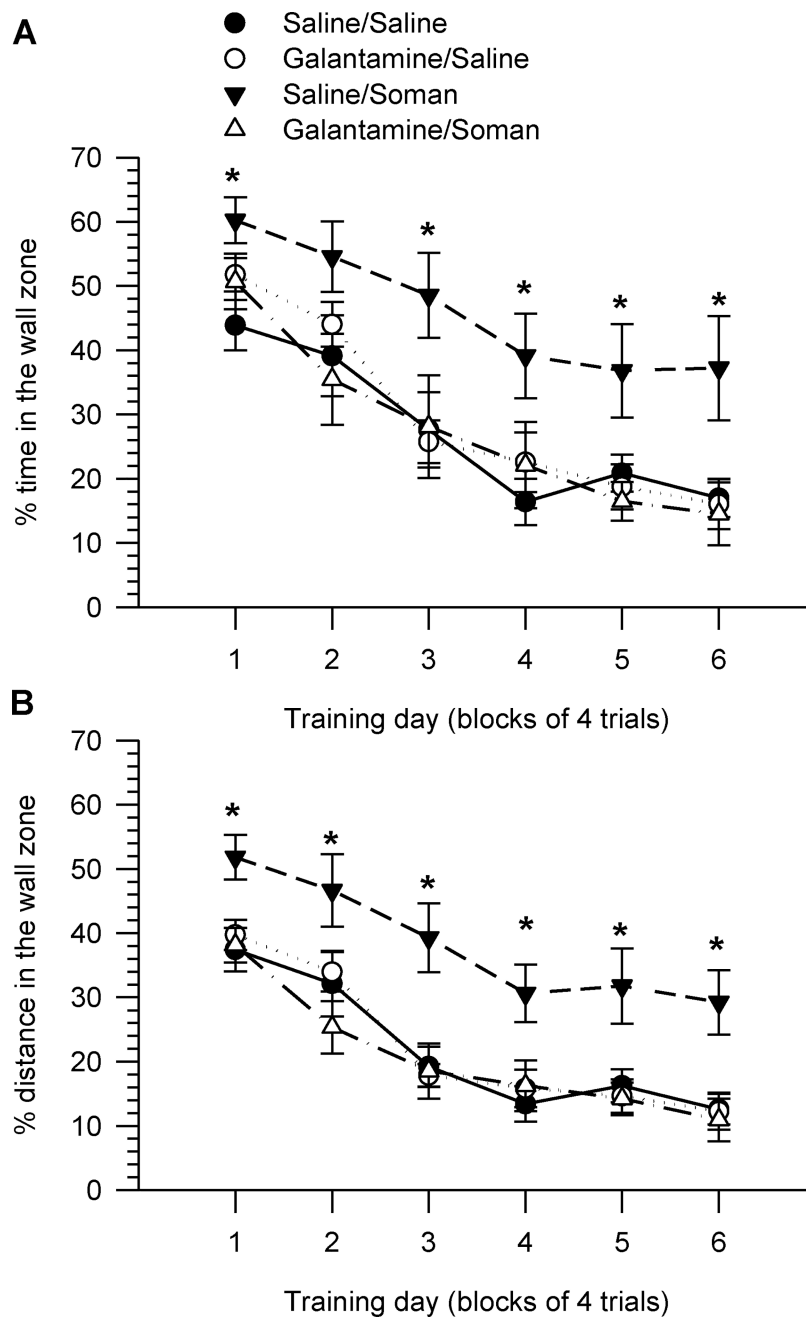 A
Saline/Saline
Galantamine/Saline
Saline/Soman
Galantamine/Soman
% time in the wall zone
70
60
50
40
30
20
10
0
* * * * *
1 2 3 4 5 6
Training day (blocks of 4 trials)
B
% distance in the wall zone
70
60
50
40
30
20
10
0
* * * * * *
1 2 3 4 5 6
Training day (blocks of 4 trials)